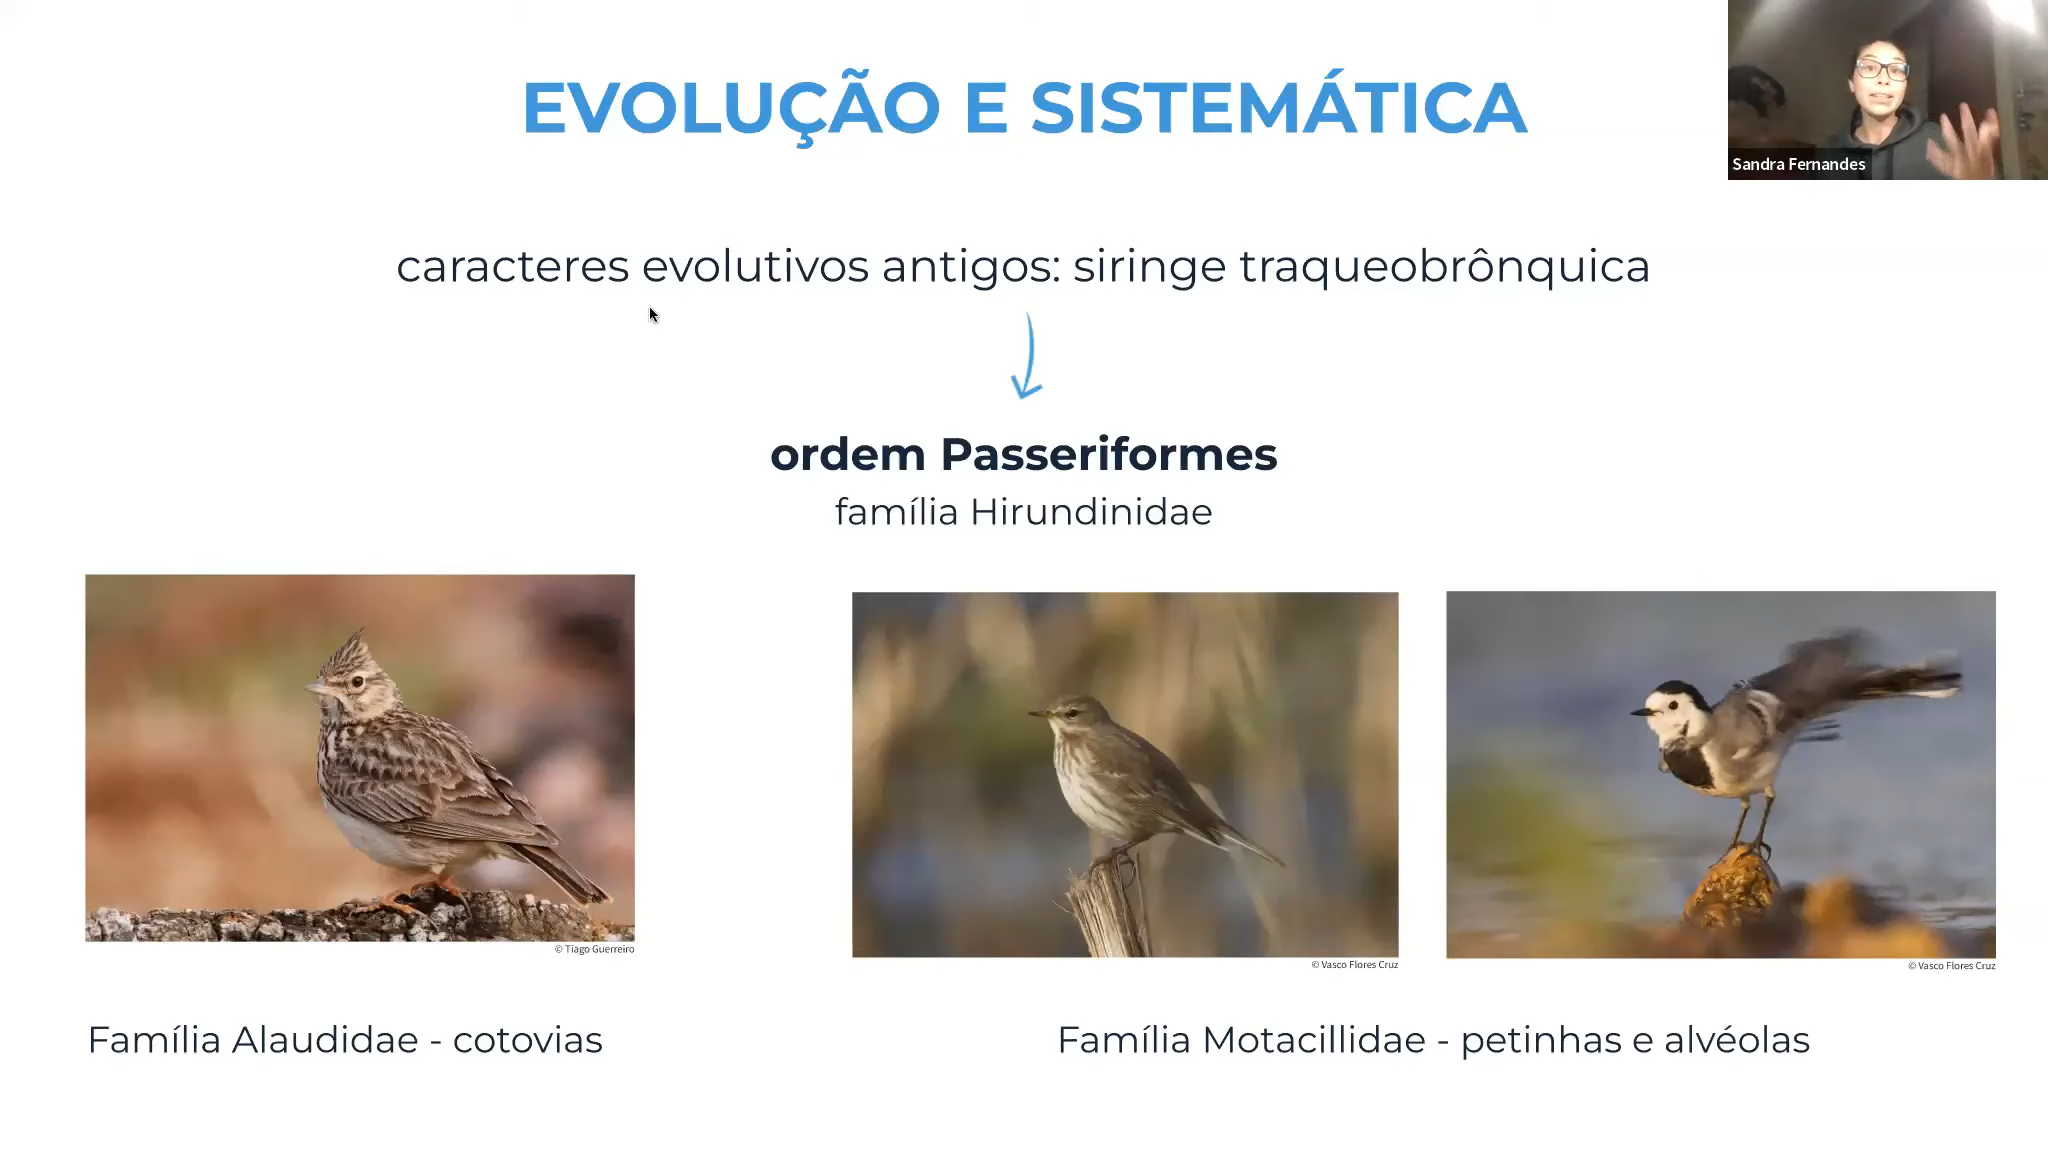 EVOLUÇÃO E SISTEMÁTICA
Sandra Fernandes
caracteres evolutivos antigos: siringe traqueobrônquica
ordem Passeriformes
família Hirundinidae
© Tiago Guerreiro
© Vasco Flores Cruz
© Vasco Flores Cruz
Família Alaudidae - cotovias
Família Motacillidae - petinhas e alvéolas